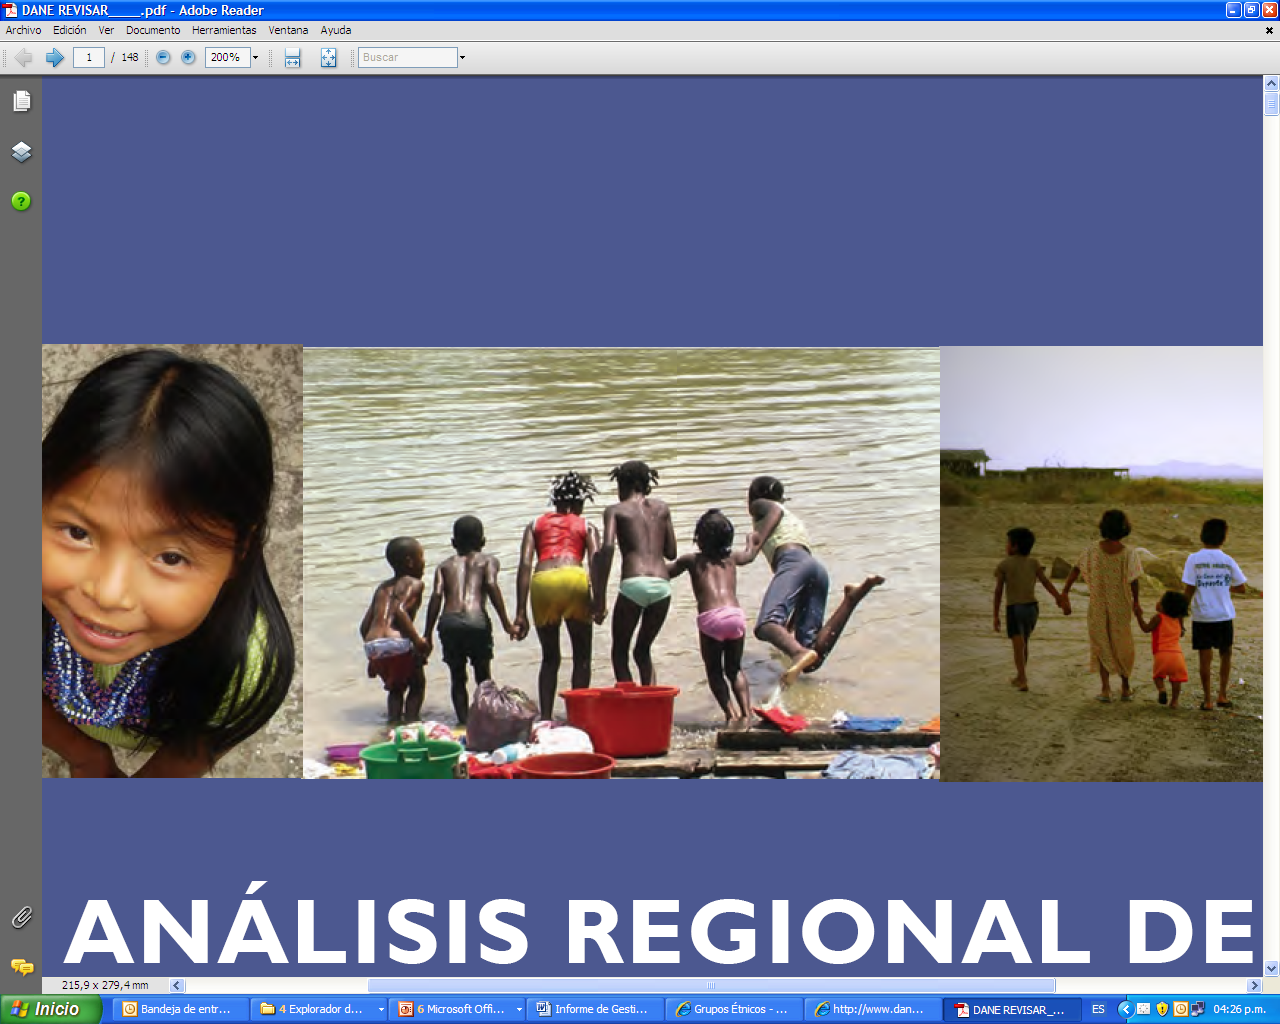 DANE REVISAR_____.pdf - Adobe Reader
Archivo Edición Ver Documento Herramientas Ventana Ayuda
1 / 148 200% Buscar
Deporte
ANÁLISIS REGIONAL DE
215,9 x 279,4 mm
Inicio Bandeja de entr... 4 Explorador d... 6 Microsoft Offi... Informe de Gesti... Grupos Étnicos - ... http://www.dan... DANE REVISAR_... ES 04:26 p.m.